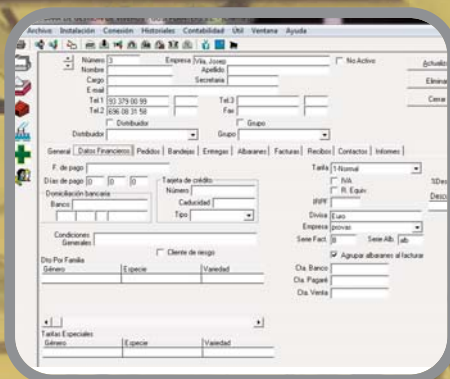 Archivo Instalación Conexión Historiales Contabilidad Útil Ventana Ayuda
Número 3 Empresa Vila, Josep No Activo
Nombre Apellido
Cargo Secretaria
E.mail
Tel.1 93 379 00 99 Tel.3
Tel.2 696 08 31 58 Fax
Distribuidor Grupo
Distribuidor Grupo
Actualiz
Elimina
Cerrar
General Datos Financieros Pedidos Bandejas Entregas Albaranes Facturas Recibos Contactos Informes
F. de pago Tarifa 1-Normal
Días de pago 0 0 0 Tarjeta de crédito IVA
Número R. Equiv
Domiciliación bancaria
Banco Caducidad IRPF
Tipo Divisa Euro
Empresa provas
Condiciones Generales Serie Fact. B Serie Alb. alb
Cliente de riesgo Agrupar albaranes al facturar
Dto Por Familia Cta. Banco
Género Especie Variedad Cta. Pagaré
Cta. Venta
Tarifas Especiales
Género Especie Variedad